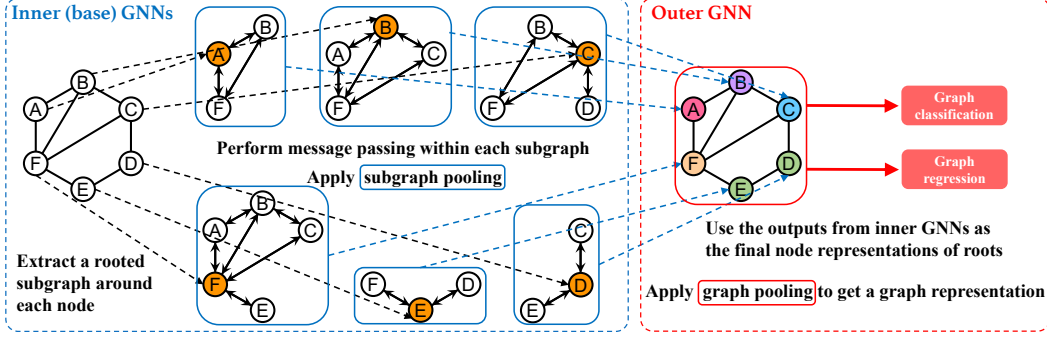 Inner (base) GNNs
Outer GNN
B
A
F
B
A
C
F
B
C
F
D
B
A
C
F
D
E
B
A
C
F
D
E
Graph
classification
Graph
regression
Perform message passing within each subgraph
Apply subgraph pooling
B
A
C
F
E
F
D
E
C
D
E
Extract a rooted
subgraph around
each node
Use the outputs from inner GNNs as
the final node representations of roots
Apply graph pooling to get a graph representation